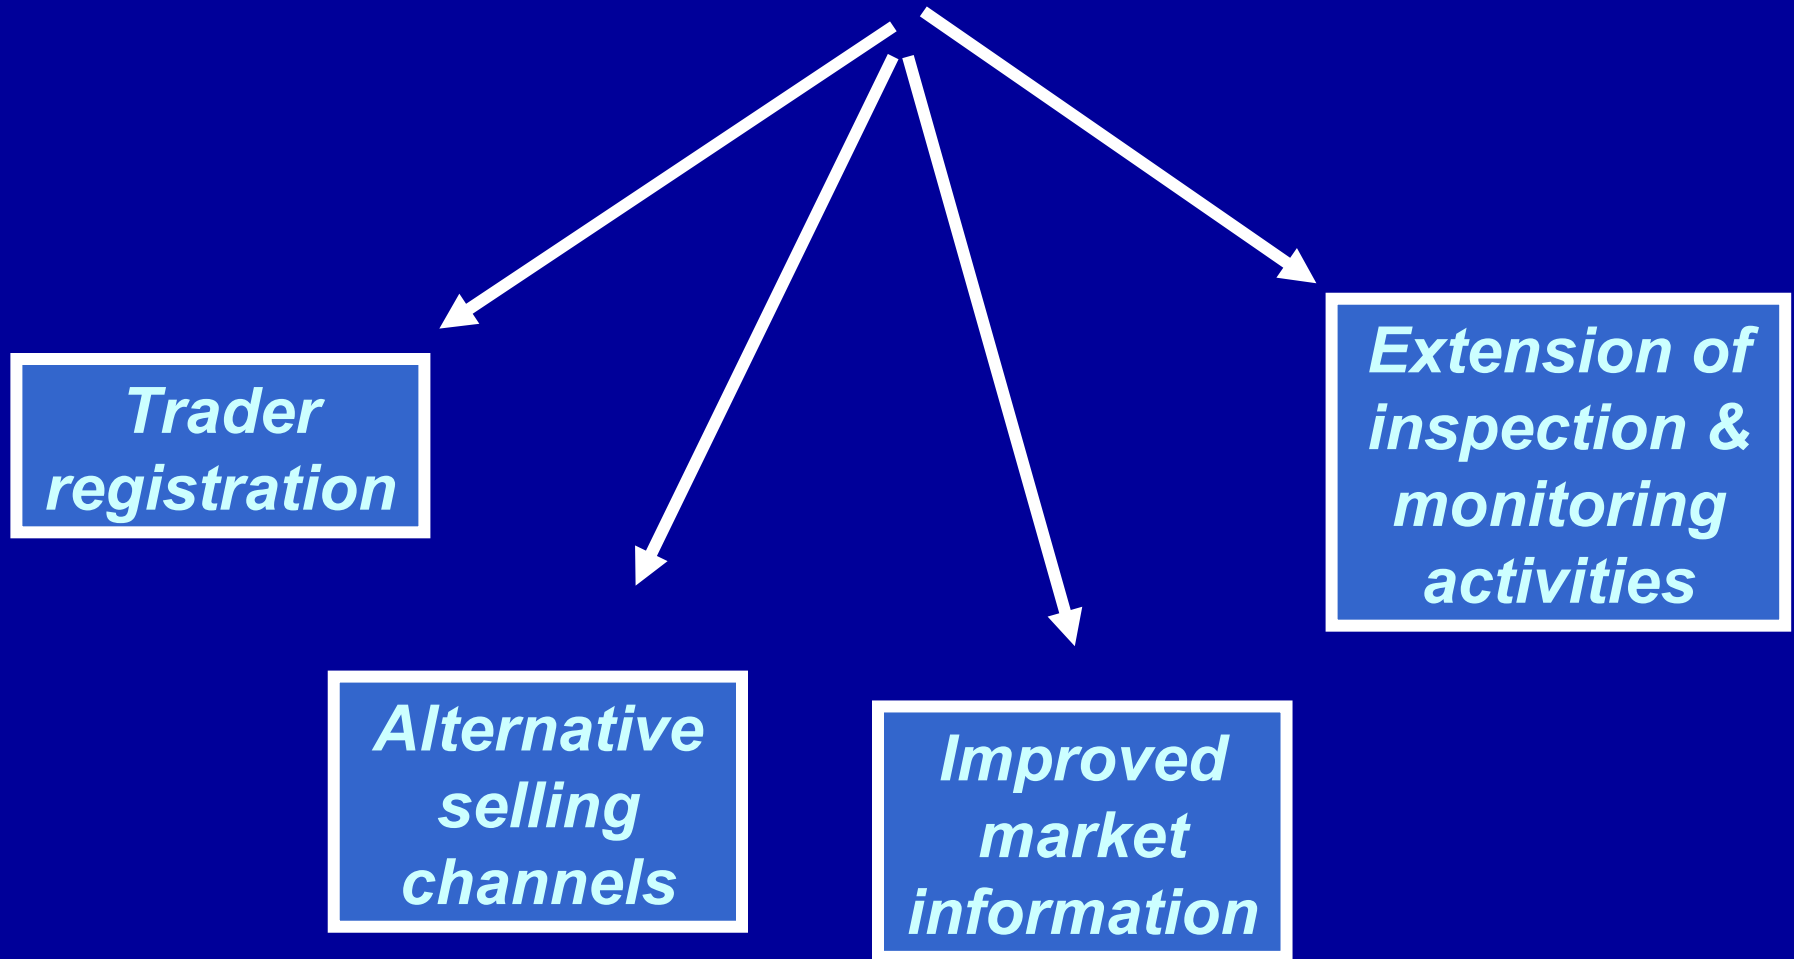 Trader
registration
Alternative
selling
channels
Improved
market
information
Extension of
inspection &
monitoring
activities